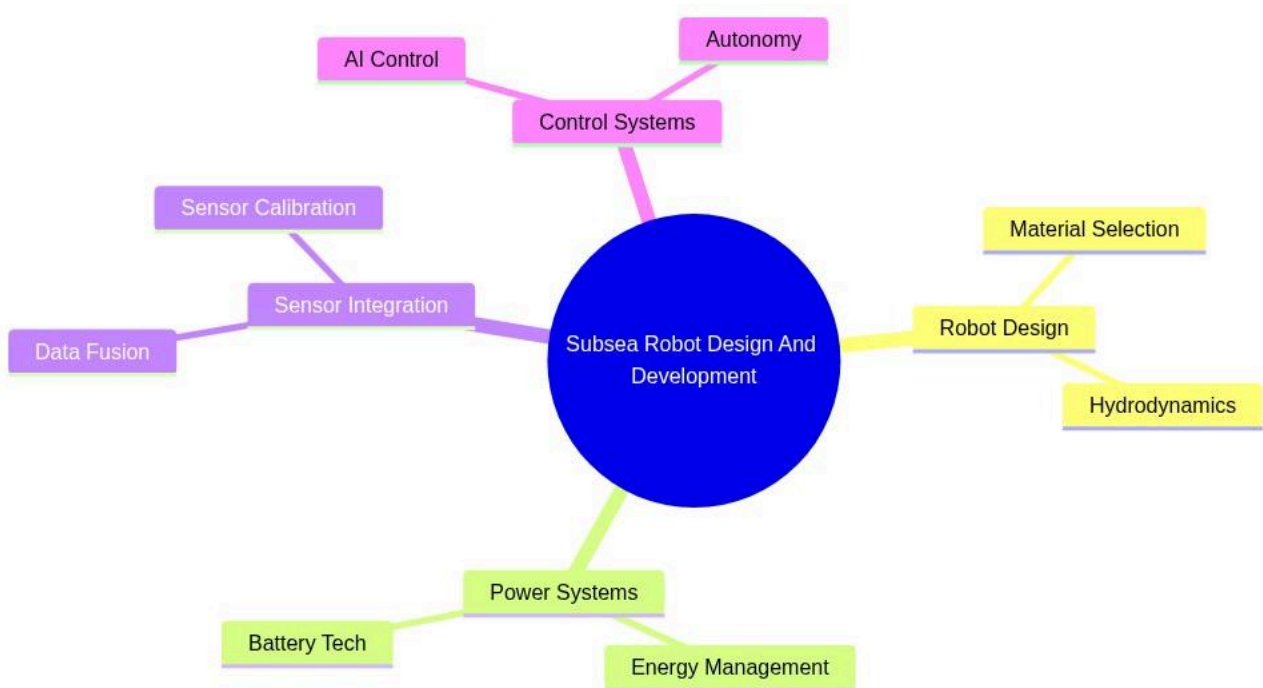 Autonomy
AI Control
Control Systems
Sensor Calibration
Material Selection
Sensor Integration
Robot Design
Data Fusion
Subsea Robot Design And
Development
Hydrodynamics
Power Systems
Battery Tech
Energy Management